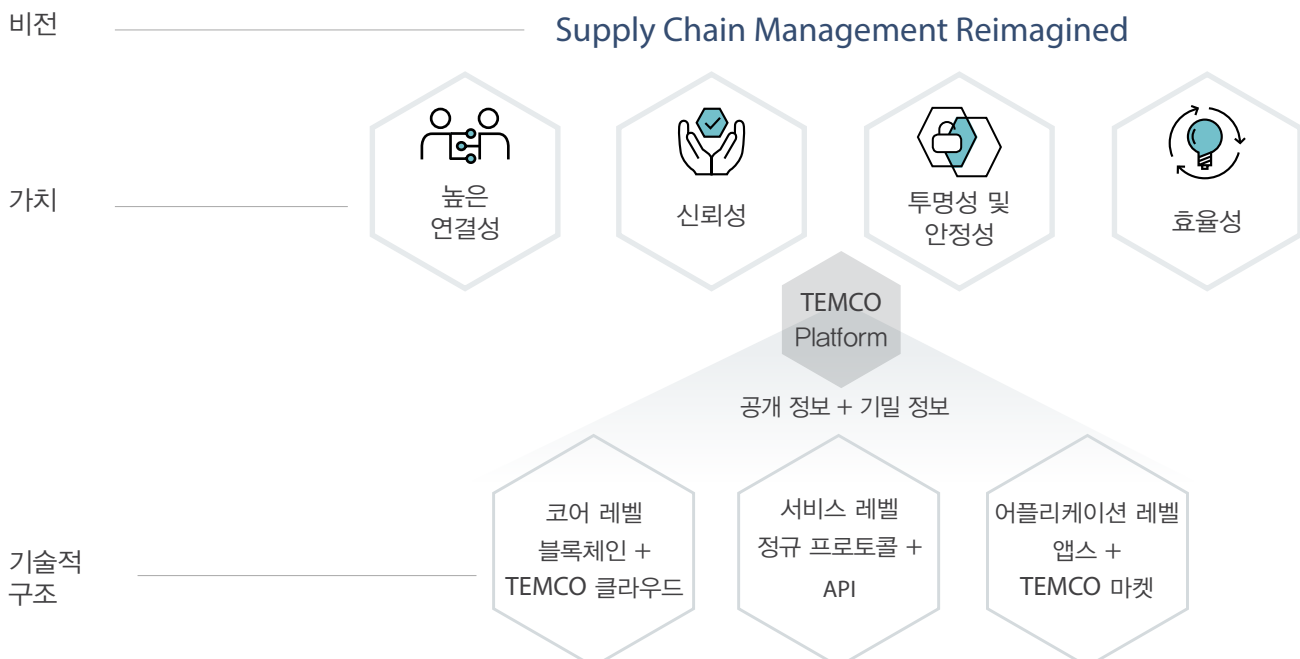 비전
Supply Chain Management Reimagined
가치
높은
연결성
신뢰성
투명성 및
안정성
효율성
TEMCO
Platform
공개 정보 + 기밀 정보
기술적
구조
코어 레벨
블록체인 +
TEMCO 클라우드
서비스 레벨
정규 프로토콜 +
API
어플리케이션 레벨
앱스 +
TEMCO 마켓